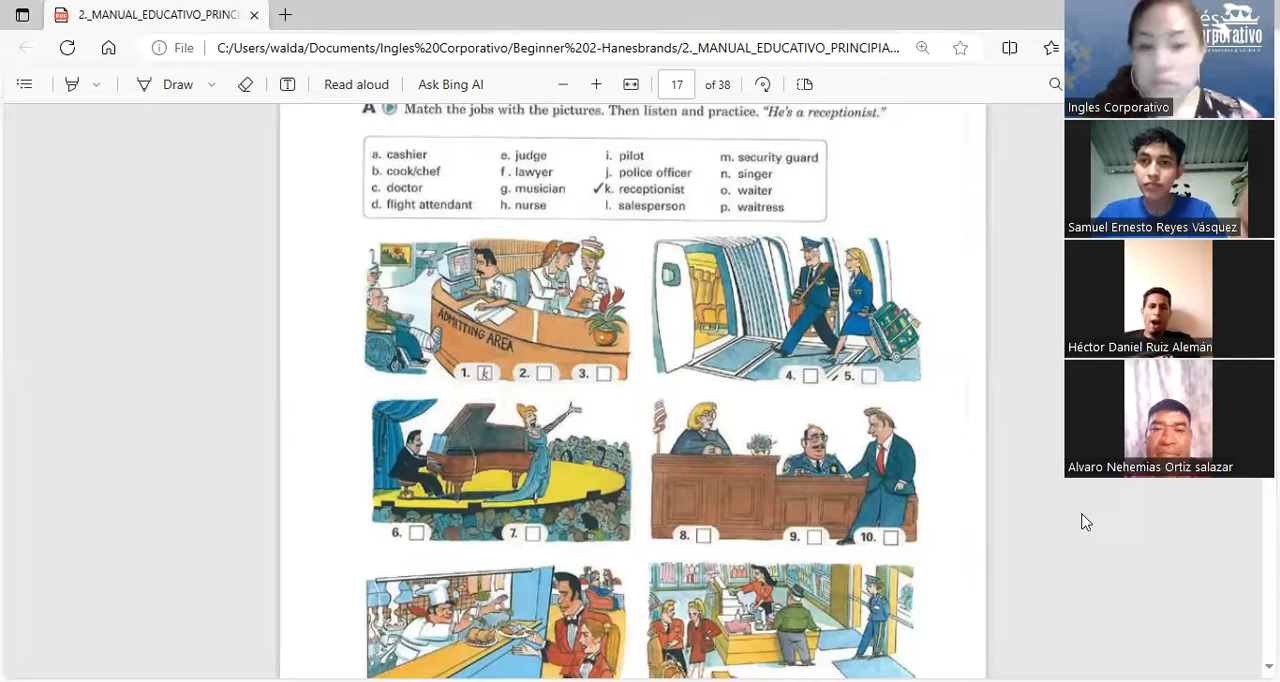 2._MANUAL_EDUCATIVO_PRINCI
File C:/Users/walda/Documents/Ingles%20Corporativo/Beginner%202-Hanesbrands/2._MANUAL_EDUCATIVO_PRINCIPIA...
Draw Read aloud Ask Bing AI 17 of 38
A Match the jobs with the pictures. Then listen and practice. "He's a receptionist."
a. cashier e. judge i. pilot m. security guard
b. cook/chef f. lawyer j. police officer n. singer
c. doctor g. musician ✓k. receptionist o. waiter
d. flight attendant h. nurse l. salesperson p. waitress
ADMITTING AREA
1. k 2. 3. 4. 5.
6. 7. 8. 9. 10.
Ingles Corporativo
Samuel Ernesto Reyes Vásquez
Héctor Daniel Ruiz Alemán
Alvaro Nehemias Ortiz salazar